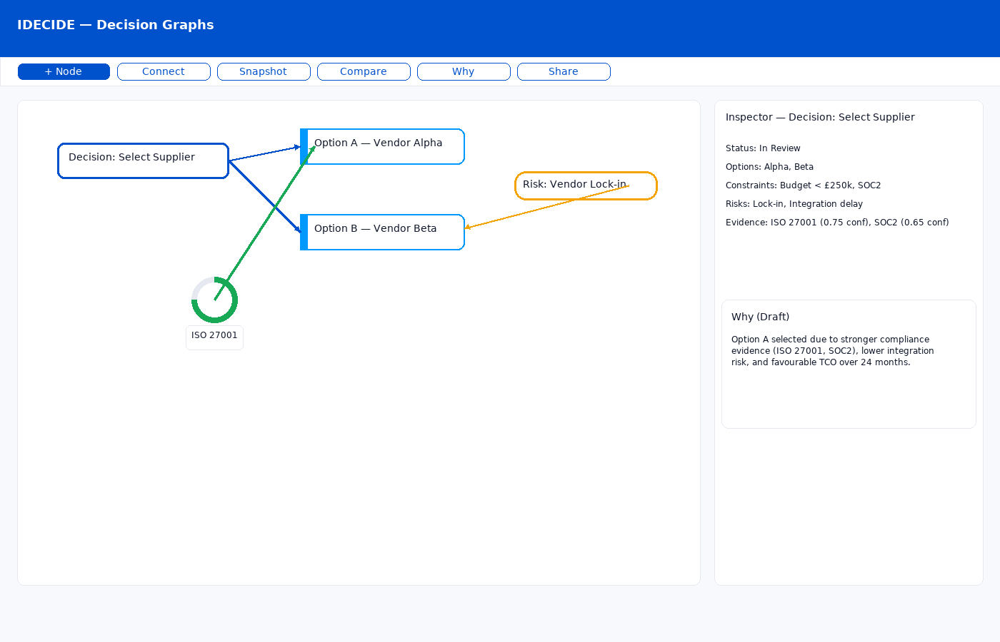 IDECIDE — Decision Graphs
+ Node
Connect
Snapshot
Compare
Why
Share
Decision: Select Supplier
Option A — Vendor Alpha
Risk: Vendor Lock-in
Option B — Vendor Beta
ISO 27001
Inspector — Decision: Select Supplier
Status: In Review
Options: Alpha, Beta
Constraints: Budget < £250k, SOC2
Risks: Lock-in, Integration delay
Evidence: ISO 27001 (0.75 conf), SOC2 (0.65 conf)
Why (Draft)
Option A selected due to stronger compliance
evidence (ISO 27001, SOC2), lower integration
risk, and favourable TCO over 24 months.